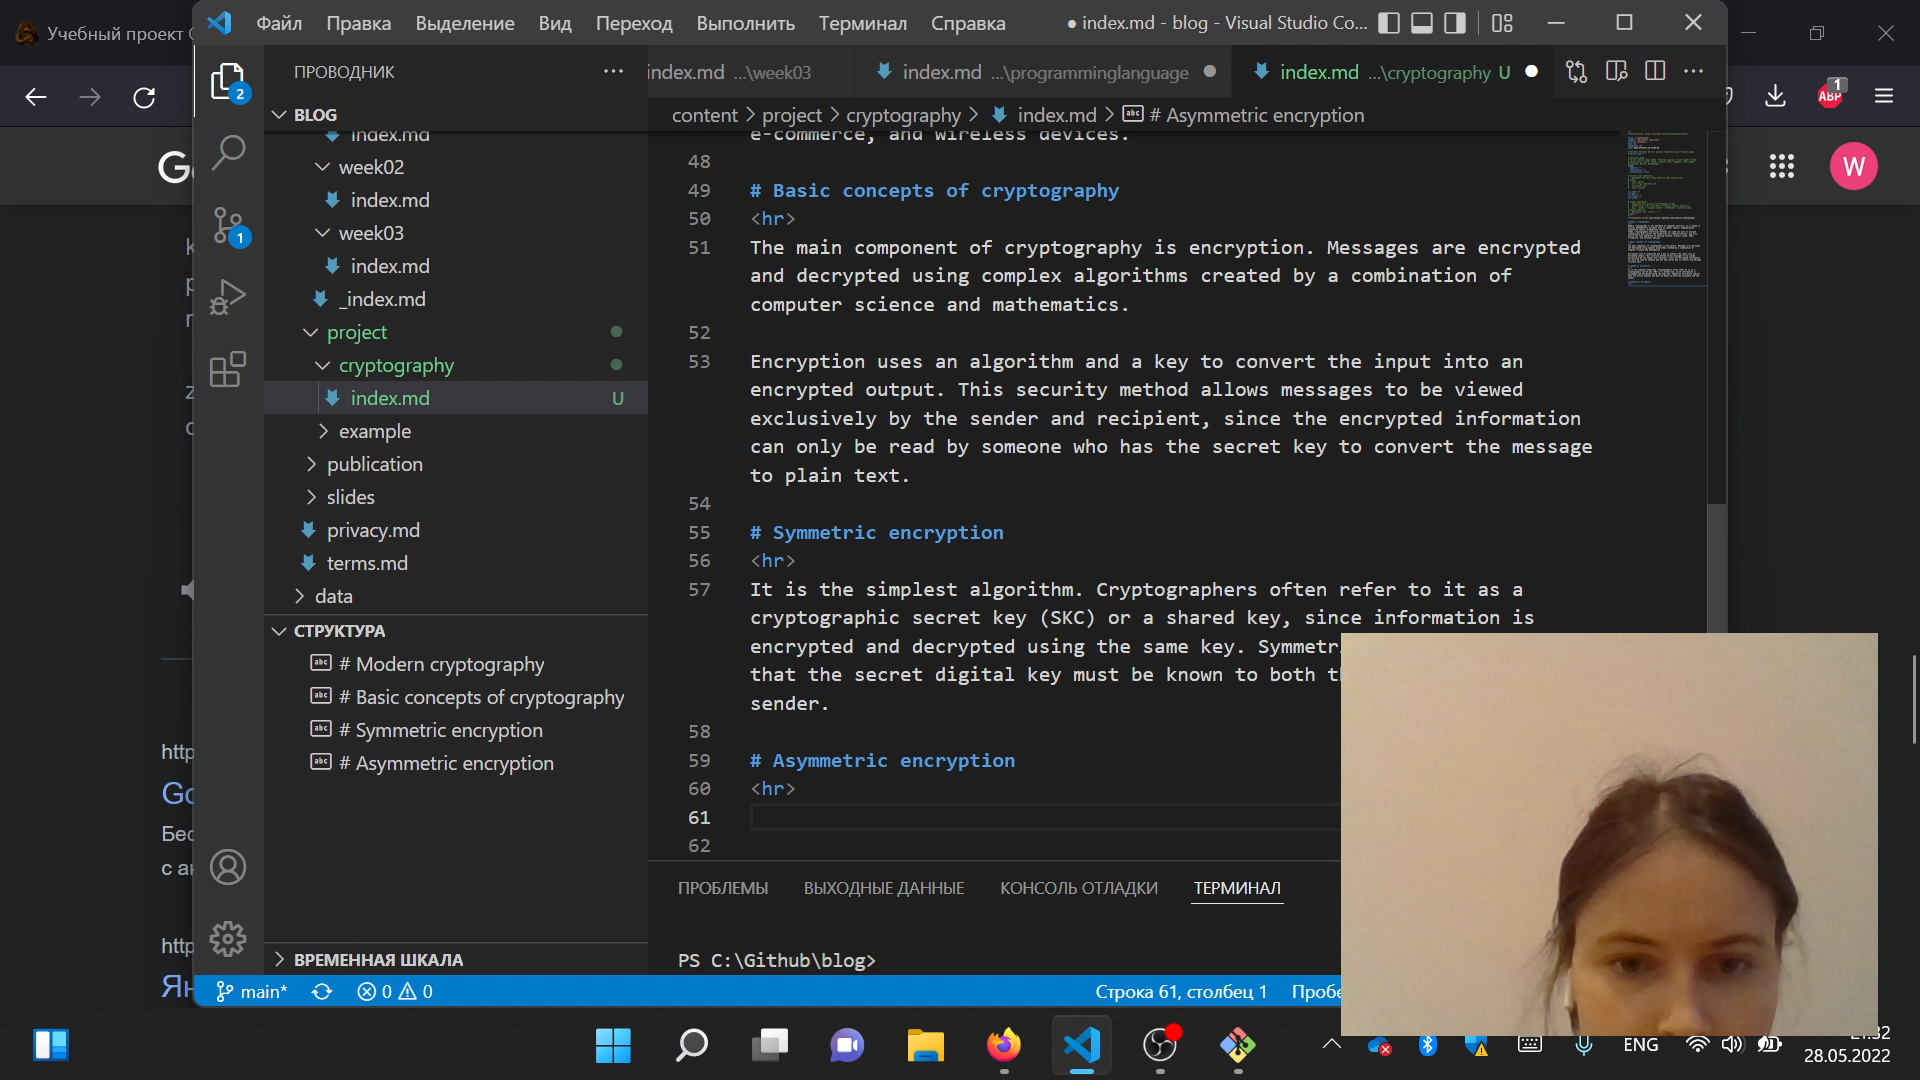 Учебный проект
Файл Правка Выделение Вид Переход Выполнить Терминал Справка
● index.md - blog - Visual Studio Co...
ПРОВОДНИК
index.md ...\week03
index.md ...\programminglanguage
index.md ...\cryptography U
BLOG
content > project > cryptography > index.md > # Asymmetric encryption
index.md
week02
index.md
week03
index.md
_index.md
project
cryptography
index.md U
example
publication
slides
privacy.md
terms.md
data
СТРУКТУРА
# Modern cryptography
# Basic concepts of cryptography
# Symmetric encryption
# Asymmetric encryption
ВРЕМЕННАЯ ШКАЛА
e-commerce, and wireless devices.
48
49 # Basic concepts of cryptography
50 <hr>
51 The main component of cryptography is encryption. Messages are encrypted
and decrypted using complex algorithms created by a combination of
computer science and mathematics.
52
53 Encryption uses an algorithm and a key to convert the input into an
encrypted output. This security method allows messages to be viewed
exclusively by the sender and recipient, since the encrypted information
can only be read by someone who has the secret key to convert the message
to plain text.
54
55 # Symmetric encryption
56 <hr>
57 It is the simplest algorithm. Cryptographers often refer to it as a
cryptographic secret key (SKC) or a shared key, since information is
encrypted and decrypted using the same key.
that the secret digital key must be known to both
sender.
58
59 # Asymmetric encryption
60 <hr>
61
62
ПРОБЛЕМЫ ВЫХОДНЫЕ ДАННЫЕ КОНСОЛЬ ОТЛАДКИ ТЕРМИНАЛ
PS C:\Github\blog>
main* 0 0
Строка 61, столбец 1
2
1
ABP 1
W
ENG
28.05.2022